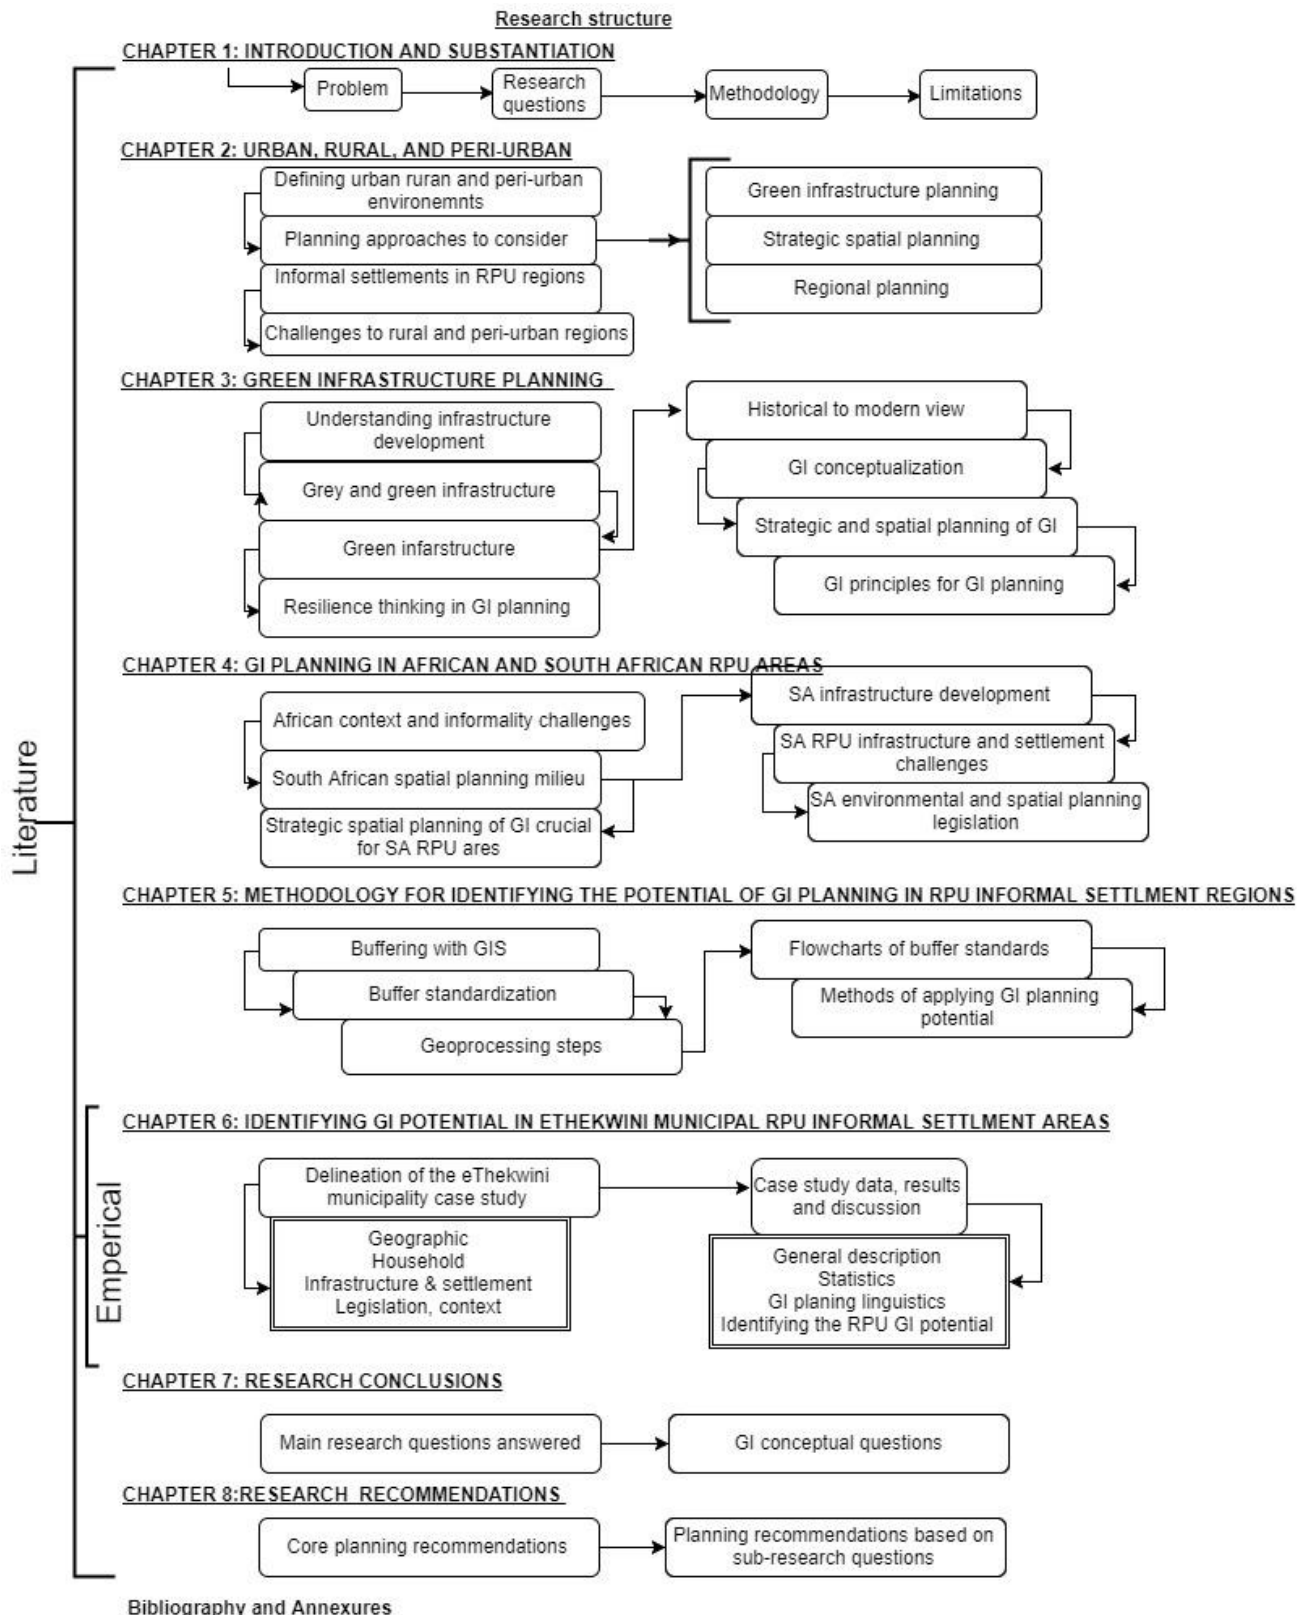 Research structure
CHAPTER 1: INTRODUCTION AND SUBSTANTIATION
Problem
Research
questions
Methodology
Limitations
CHAPTER 2: URBAN, RURAL, AND PERI-URBAN
Defining urban ruran and peri-urban
environemnts
Planning approaches to consider
Informal settlements in RPU regions
Challenges to rural and peri-urban regions
Green infrastructure planning
Strategic spatial planning
Regional planning
CHAPTER 3: GREEN INFRASTRUCTURE PLANNING
Understanding infrastructure
development
Grey and green infrastructure
Green infarstructure
Resilience thinking in GI planning
Historical to modern view
GI conceptualization
Strategic and spatial planning of GI
GI principles for GI planning
CHAPTER 4: GI PLANNING IN AFRICAN AND SOUTH AFRICAN RPU AREAS
African context and informality challenges
South African spatial planning milieu
Strategic spatial planning of GI crucial
for SA RPU ares
SA infrastructure development
SA RPU infrastructure and settlement
challenges
SA environmental and spatial planning
legislation
Literature
CHAPTER 5: METHODOLOGY FOR IDENTIFYING THE POTENTIAL OF GI PLANNING IN RPU INFORMAL SETTLMENT REGIONS
Buffering with GIS
Buffer standardization
Geoprocessing steps
Flowcharts of buffer standards
Methods of applying GI planning
potential
CHAPTER 6: IDENTIFYING GI POTENTIAL IN ETHEKWINI MUNICIPAL RPU INFORMAL SETTLMENT AREAS
Emperical
Delineation of the eThekwini
municipality case study
Geographic
Household
Infrastructure & settlement
Legislation, context
Case study data, results
and discussion
General description
Statistics
GI planing linguistics
Identifying the RPU GI potential
CHAPTER 7: RESEARCH CONCLUSIONS
Main research questions answered
GI conceptual questions
CHAPTER 8:RESEARCH RECOMMENDATIONS
Core planning recommendations
Planning recommendations based on
sub-research questions
Bibliography and Annexures